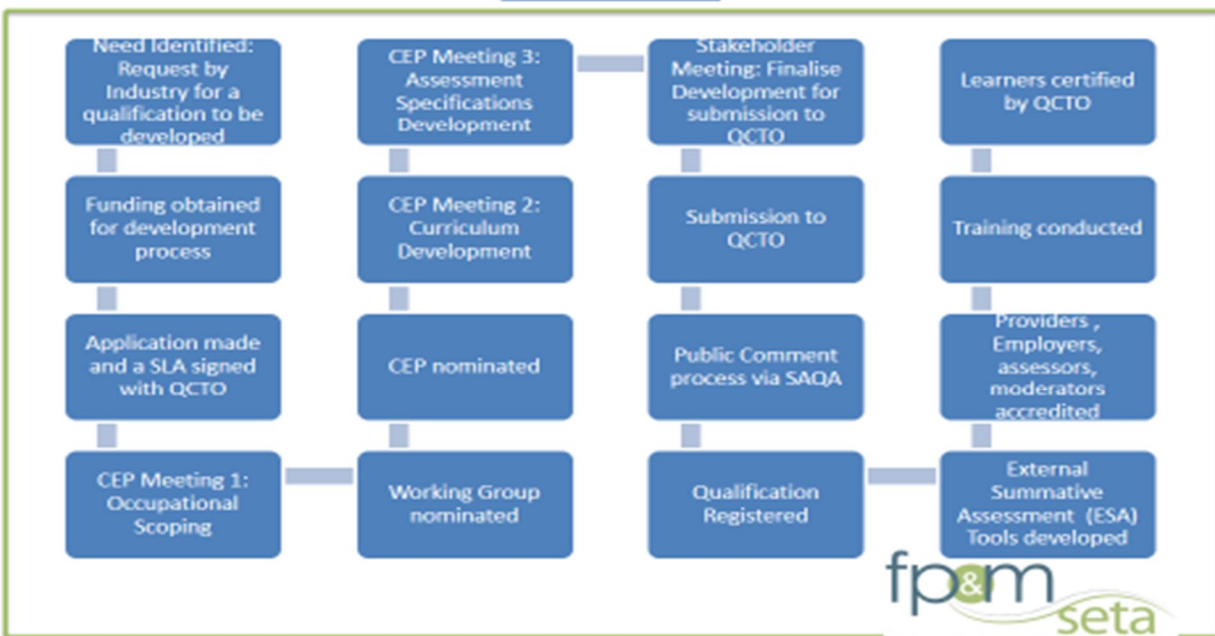 Need Identified:
Request by
Industry for a
qualification to be
developed
Funding obtained
for development
process
Application made
and a SLA signed
with QCTO
CEP Meeting 1:
Occupational
Scoping
Working Group
nominated
CEP nominated
CEP Meeting 2:
Curriculum
Development
CEP Meeting 3:
Assessment
Specifications
Development
Stakeholder
Meeting: Finalise
Development for
submission to
QCTO
Submission to
QCTO
Public Comment
process via SAQA
Qualification
Registered
External
Summative
Assessment (ESA)
Tools developed
Providers ,
Employers,
assessors,
moderators
accredited
Training conducted
Learners certified
by QCTO
fp&m
seta